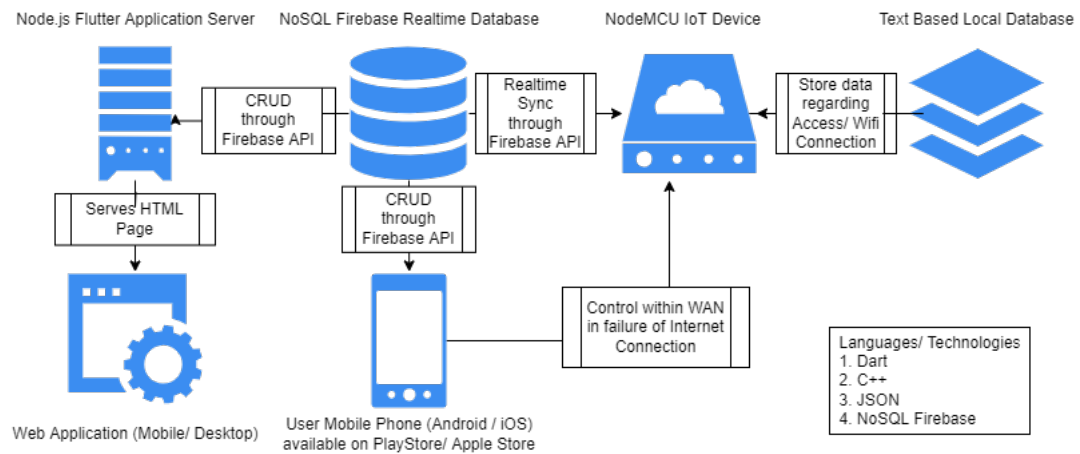 Node.js Flutter Application Server
NoSQL Firebase Realtime Database
NodeMCU IoT Device
Text Based Local Database
CRUD
through
Firebase API
Realtime
Sync
through
Firebase API
Store data
regarding
Access/ Wifi
Connection
Serves HTML
Page
CRUD
through
Firebase API
Control within WAN
in failure of Internet
Connection
Languages/ Technologies
1. Dart
2. C++
3. JSON
4. NoSQL Firebase
Web Application (Mobile/ Desktop)
User Mobile Phone (Android / iOS)
available on PlayStore/ Apple Store